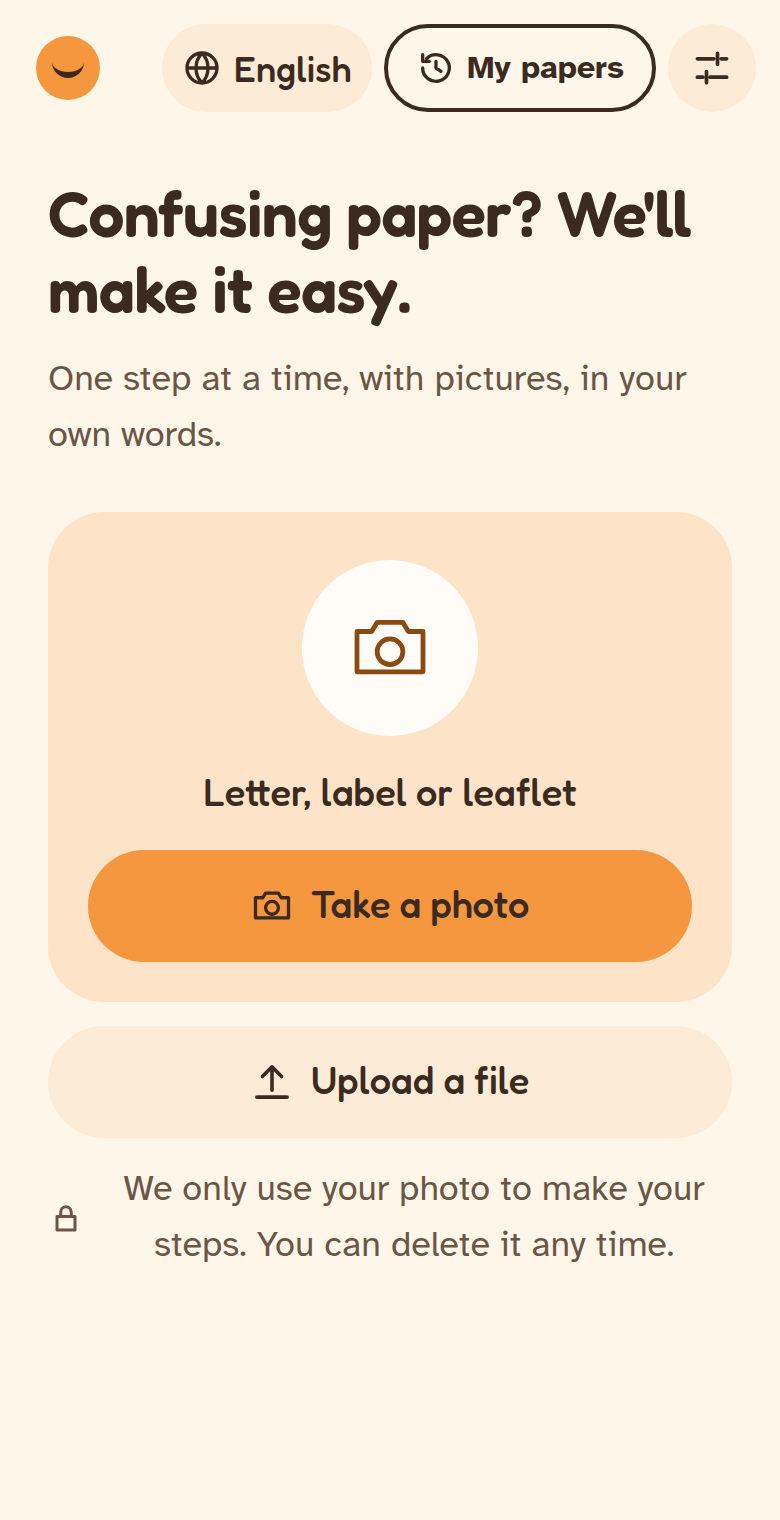 English
My papers
Confusing paper? We'll
make it easy.
One step at a time, with pictures, in your
own words.
Letter, label or leaflet
Take a photo
Upload a file
We only use your photo to make your
steps. You can delete it any time.